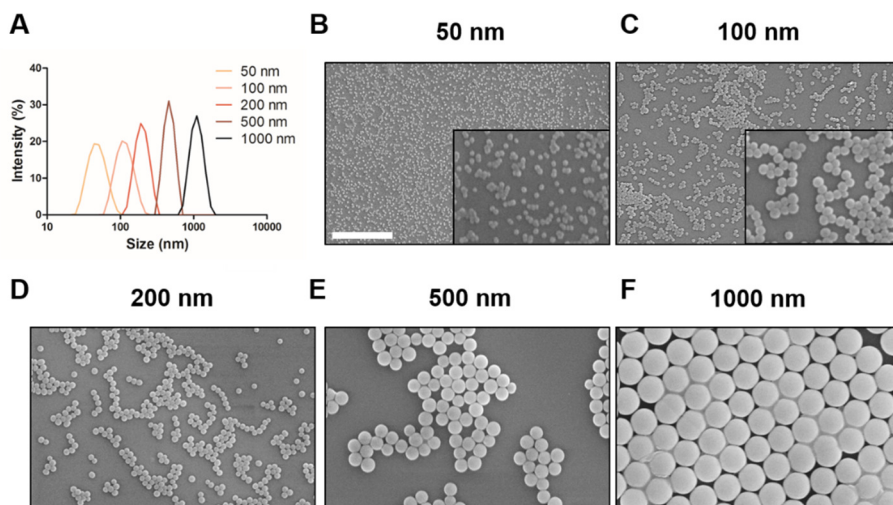 A
50 nm
100 nm
200 nm
500 nm
1000 nm
Intensity (%)
40
30
20
10
0
10
100
1000
10000
Size (nm)
B
50 nm
C
100 nm
D
200 nm
E
500 nm
F
1000 nm